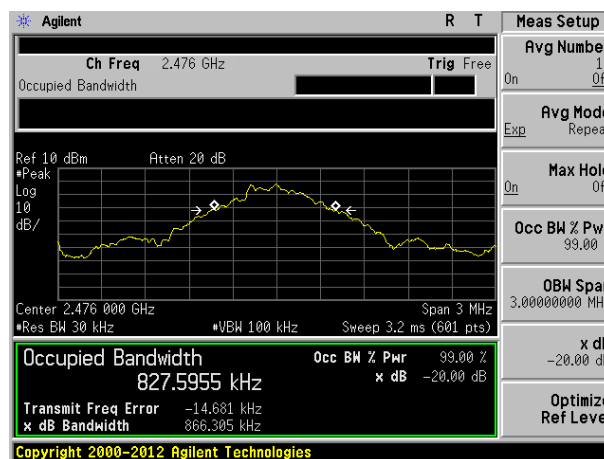 Agilent R T Meas Setup
Ch Freq 2.476 GHz Trig Free
Occupied Bandwidth
Ref 10 dBm Atten 20 dB
#Peak
Log
10
dB/
Center 2.476 000 GHz Span 3 MHz
#Res BW 30 kHz #VBW 100 kHz Sweep 3.2 ms (601 pts)
Occupied Bandwidth Occ BW % Pwr 99.00 %
827.5955 kHz x dB -20.00 dB
Transmit Freq Error -14.681 kHz
x dB Bandwidth 866.305 kHz
Copyright 2000-2012 Agilent Technologies
Avg Numbe
1
On Of
Avg Mod
Exp Repea
Max Hol
On Of
Occ BW % Pw
99.00
OBW Spa
3.00000000 MH
x d
-20.00 d
Optimiz
Ref Leve